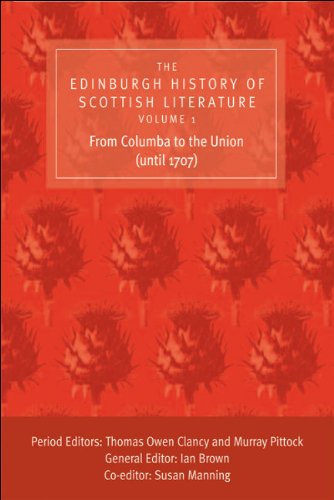 THE
EDINBURGH HISTORY OF
SCOTTISH LITERATURE
VOLUME 1
From Columba to the Union
(until 1707)
Period Editors: Thomas Owen Clancy and Murray Pittock
General Editor: Ian Brown
Co-editor: Susan Manning